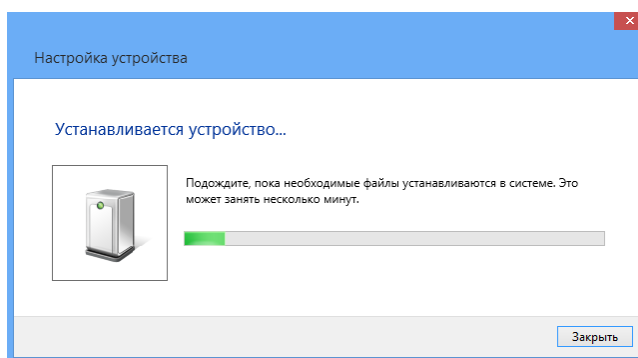 Настройка устройства
Устанавливается устройство...
Подождите, пока необходимые файлы устанавливаются в системе. Это
может занять несколько минут.
Закрыть